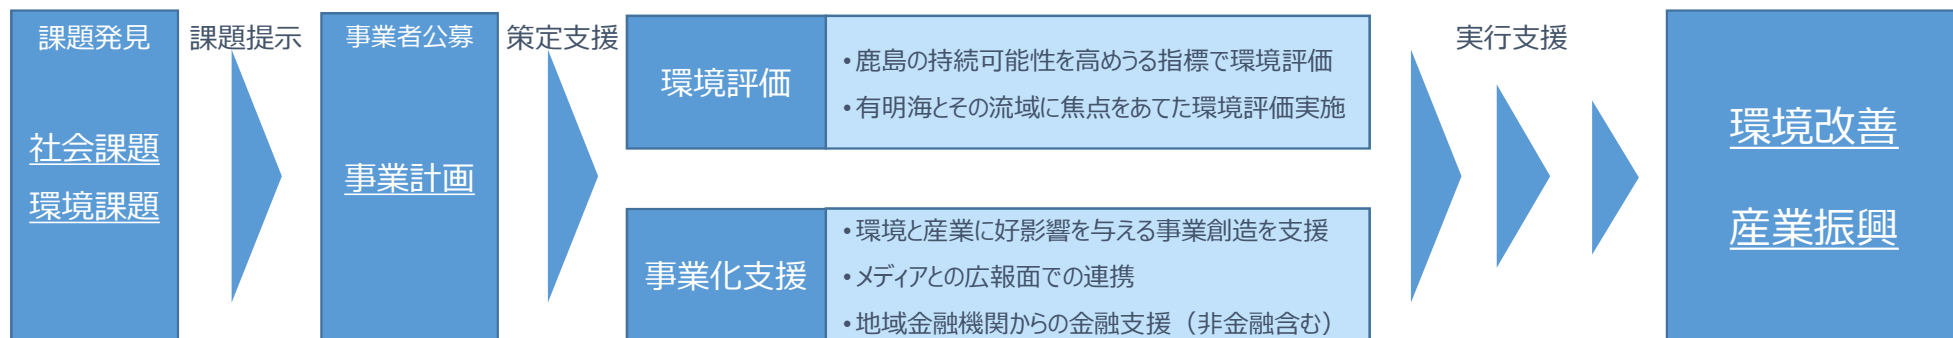 課題発見
社会課題
環境課題
課題提示
事業者公募
事業計画
策定支援
環境評価
・鹿島の持続可能性を高めうる指標で環境評価
・有明海とその流域に焦点をあてた環境評価実施
事業化支援
・環境と産業に好影響を与える事業創造を支援
・メディアとの広報面での連携
・地域金融機関からの金融支援（非金融含む）
実行支援
環境改善
産業振興